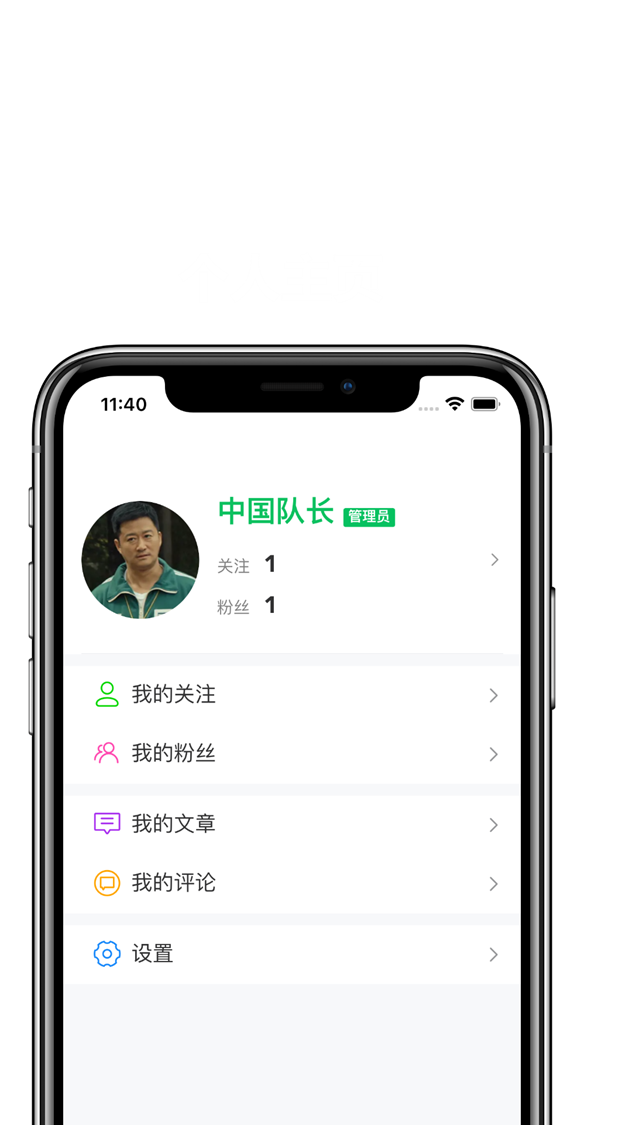 11:40
中国队长 管理员
关注 1
粉丝 1
我的关注
我的粉丝
我的文章
我的评论
设置